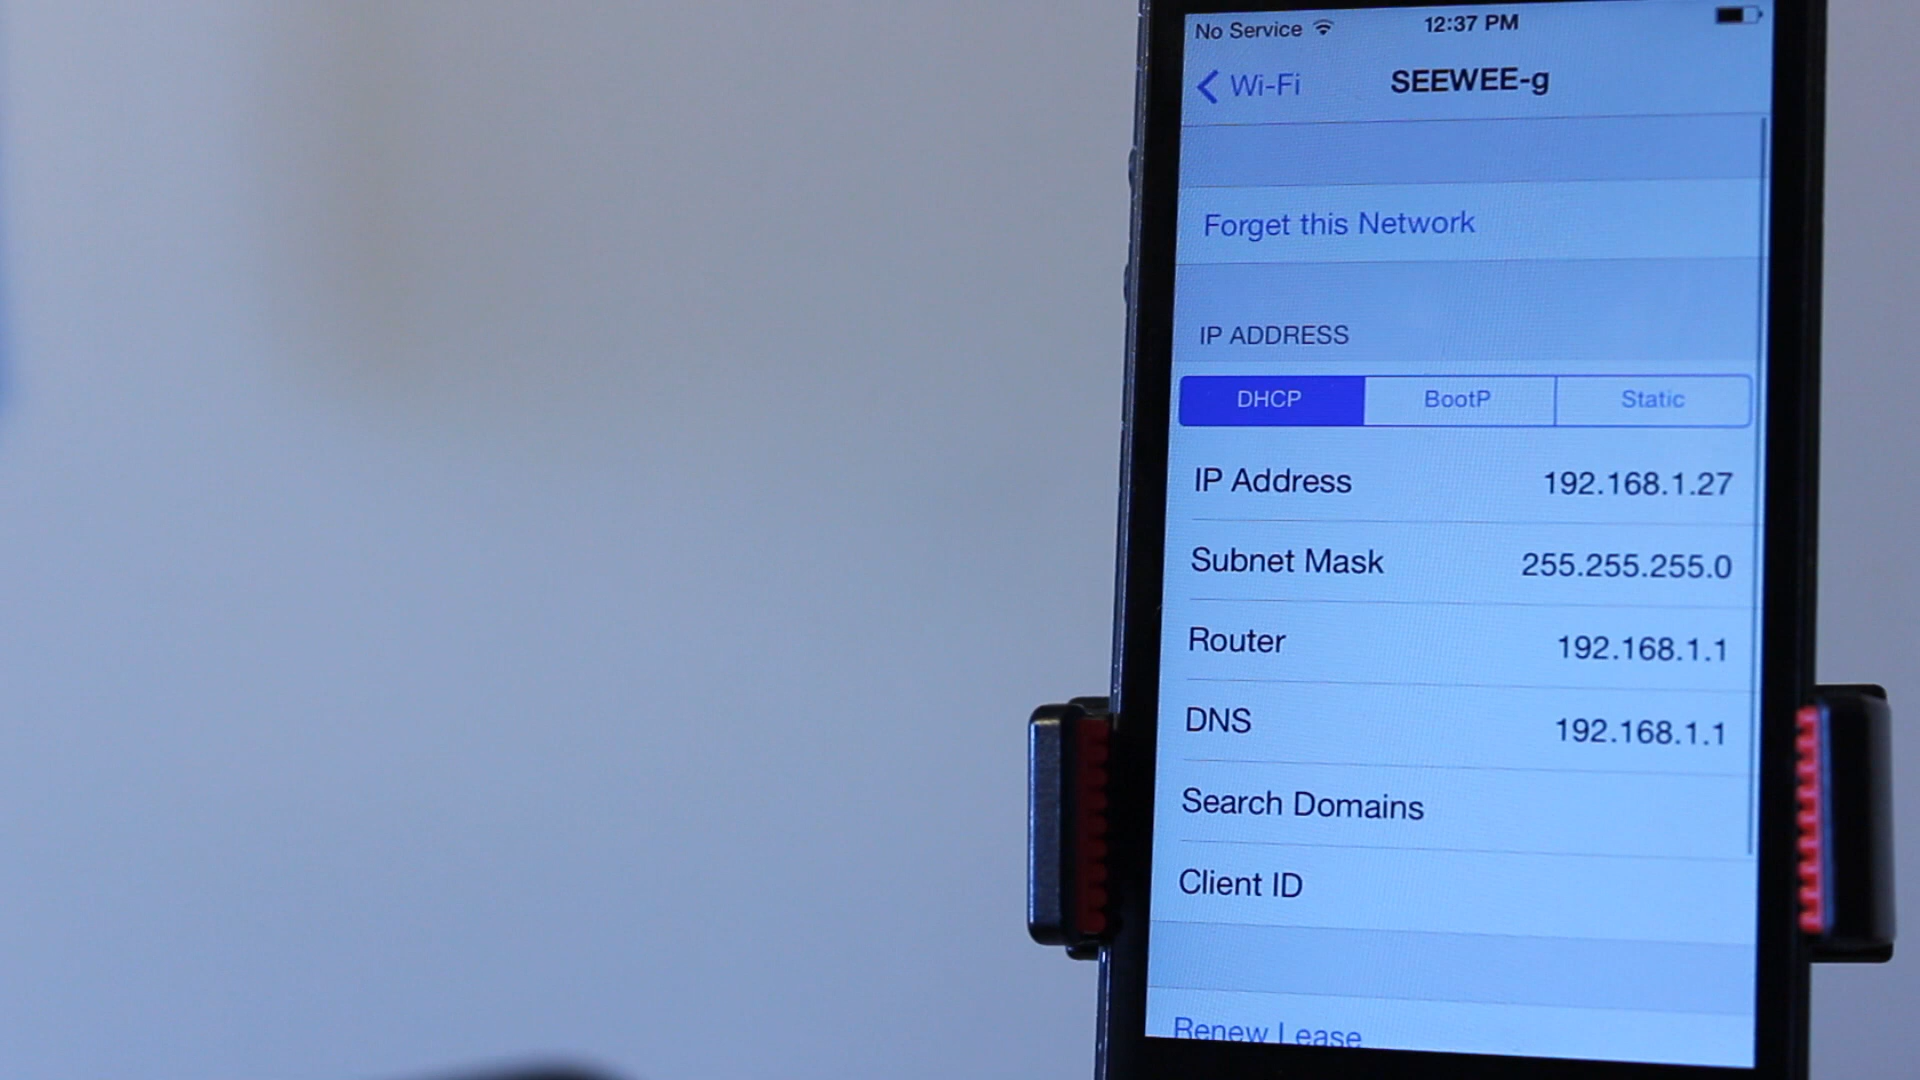 No Service 12:37 PM
Wi-Fi SEEWEE-g
Forget this Network
IP ADDRESS
DHCP BootP Static
IP Address 192.168.1.27
Subnet Mask 255.255.255.0
Router 192.168.1.1
DNS 192.168.1.1
Search Domains
Client ID
Renew Lease